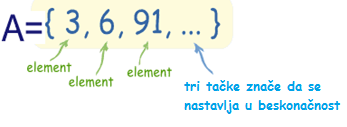 A={ 3, 6, 91, ... }
element
element
element
tri tačke znače da se
nastavlja u beskonačnost